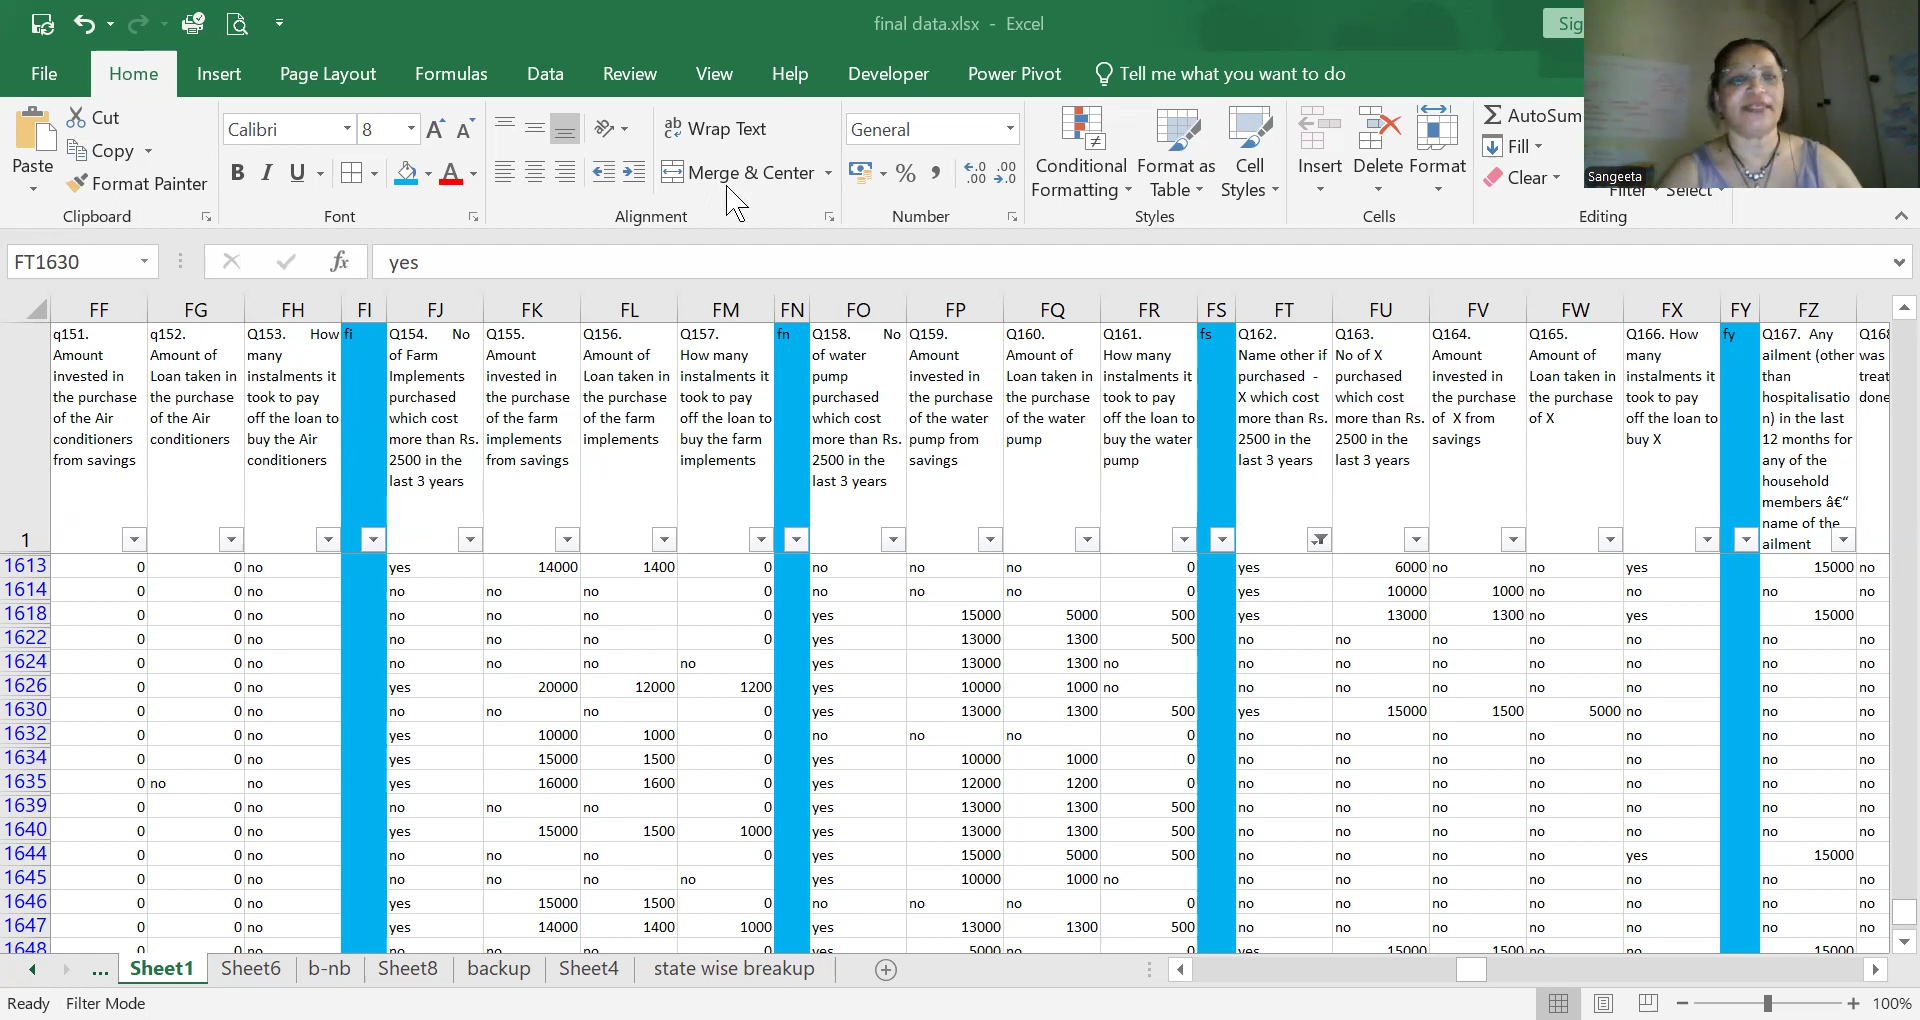 final data.xlsx - Excel
Sig
File Home Insert Page Layout Formulas Data Review View Help Developer Power Pivot Tell me what you want to do
Paste
Cut
Copy
Format Painter
Clipboard
Calibri 8
B I U
Font
Wrap Text
Merge & Center
Alignment
General
Number
Conditional Formatting
Format as Table
Cell Styles
Styles
Insert Delete Format
Cells
AutoSum
Fill
Clear
Filter Select
Editing
Sangeeta
FT1630 fx yes
FF FG FH FI FJ FK FL FM FN FO FP FQ FR FS FT FU FV FW FX FY FZ
1
q151. Amount invested in the purchase of the Air conditioners from savings
q152. Amount of Loan taken in the purchase of the Air conditioners
Q153. How many instalments it took to pay off the loan to buy the Air conditioners
fi
Q154. No of Farm Implements purchased which cost more than Rs. 2500 in the last 3 years
Q155. Amount invested in the purchase of the farm implements from savings
Q156. Amount of Loan taken in the purchase of the farm implements
Q157. How many instalments it took to pay off the loan to buy the farm implements
fn
Q158. No of water pump purchased which cost more than Rs. 2500 in the last 3 years
Q159. Amount invested in the purchase of the water pump from savings
Q160. Amount of Loan taken in the purchase of the water pump
Q161. How many instalments it took to pay off the loan to buy the water pump
fs
Q162. Name other if purchased - X which cost more than Rs. 2500 in the last 3 years
Q163. No of X purchased which cost more than Rs. 2500 in the last 3 years
Q164. Amount invested in the purchase of X from savings
Q165. Amount of Loan taken in the purchase of X
Q166. How many instalments it took to pay off the loan to buy X
fy
Q167. Any ailment (other than hospitalisatio n) in the last 12 months for any of the household members â€“ name of the ailment
Q168 was treat done
1613 0 0 no yes 14000 1400 0 no no no 0 yes 6000 no no yes 15000 no
1614 0 0 no no no no 0 no no no 0 yes 10000 1000 no no no no
1618 0 0 no no no no 0 yes 15000 5000 500 yes 13000 1300 no yes 15000
1622 0 0 no no no no 0 yes 13000 1300 500 no no no no no no no
1624 0 0 no no no no no yes 13000 1300 no no no no no no no no
1626 0 0 no yes 20000 12000 1200 yes 10000 1000 no no no no no no no no
1630 0 0 no no no no 0 yes 13000 1300 500 yes 15000 1500 5000 no no no
1632 0 0 no yes 10000 1000 0 no no no 0 no no no no no no no
1634 0 0 no yes 15000 1500 0 yes 10000 1000 0 no no no no no no no
1635 0 no no yes 16000 1600 0 yes 12000 1200 0 no no no no no no no
1639 0 0 no no no no 0 yes 13000 1300 500 no no no no no no no
1640 0 0 no yes 15000 1500 1000 yes 13000 1300 500 no no no no no no no
1644 0 0 no no no no 0 yes 15000 5000 500 no no no no yes 15000
1645 0 0 no no no no no yes 10000 1000 no no no no no no no no
1646 0 0 no yes 15000 1500 0 no no no 0 no no no no no no no
1647 0 0 no yes 14000 1400 1000 yes 13000 1300 500 no no no no no no no
1648 0 0 no no no no 0 yes 5000 no 0 yes 15000 1500 no no 15000
... Sheet1 Sheet6 b-nb Sheet8 backup Sheet4 state wise breakup
Ready Filter Mode 100%